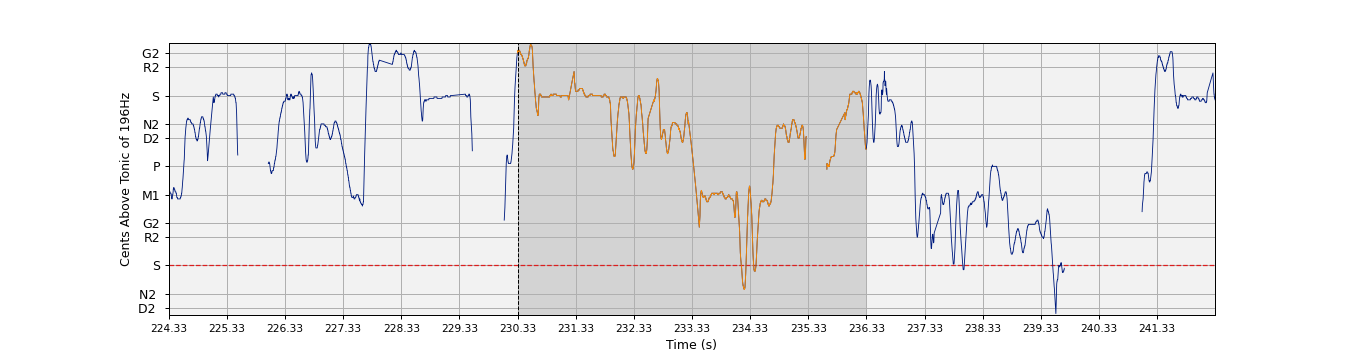 Cents Above Tonic of 196Hz
G2
R2
S
N2
D2
P
M1
G2
R2
S
N2
D2
224.33 225.33 226.33 227.33 228.33 229.33 230.33 231.33 232.33 233.33 234.33 235.33 236.33 237.33 238.33 239.33 240.33 241.33
Time (s)